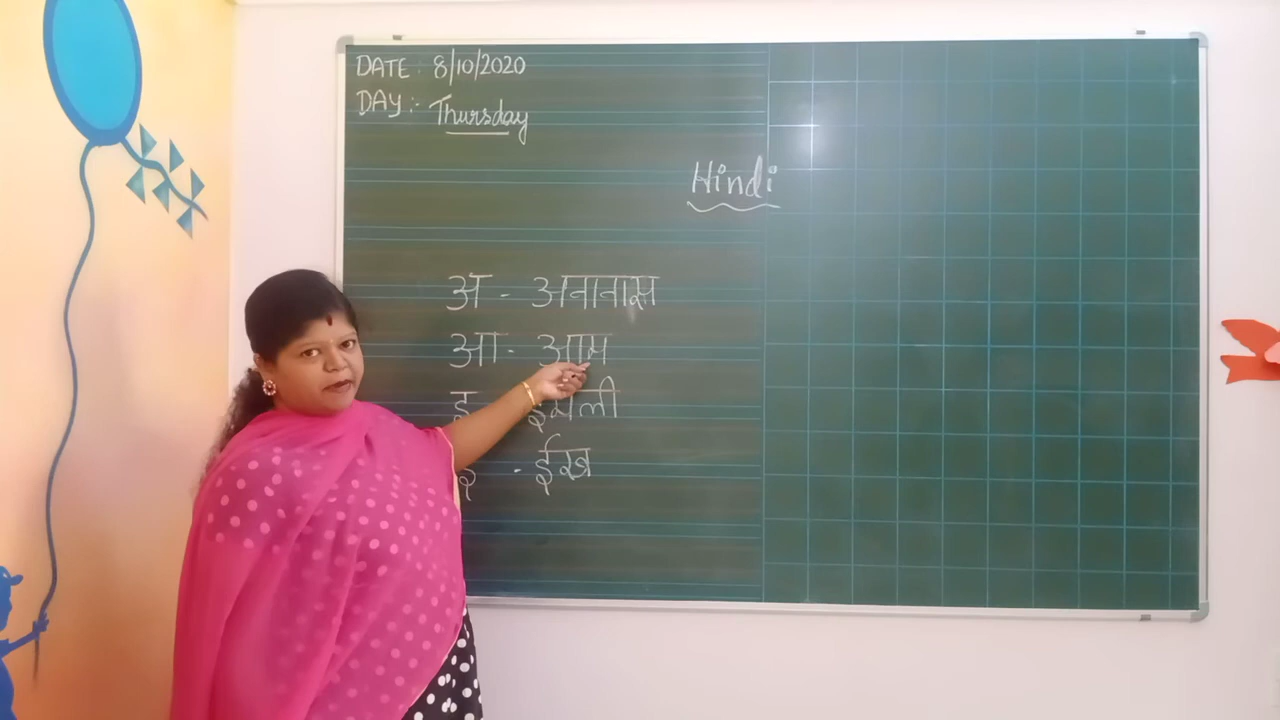 DATE : 8/10/2020
DAY :- Thursday
Hindi
अ - अनानास
आ - आम
इ इमली
- ईख